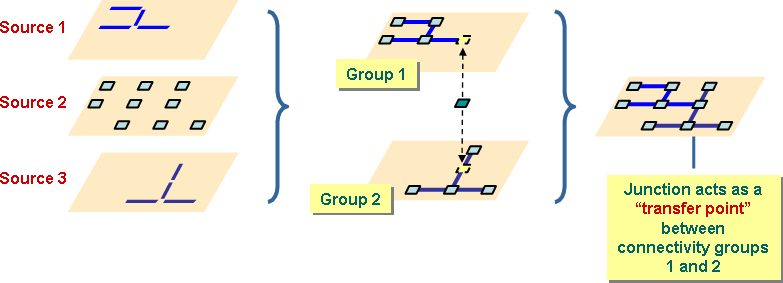 Source 1
Source 2
Source 3
Group 1
Group 2
Junction acts as a
“transfer point”
between
connectivity groups
1 and 2